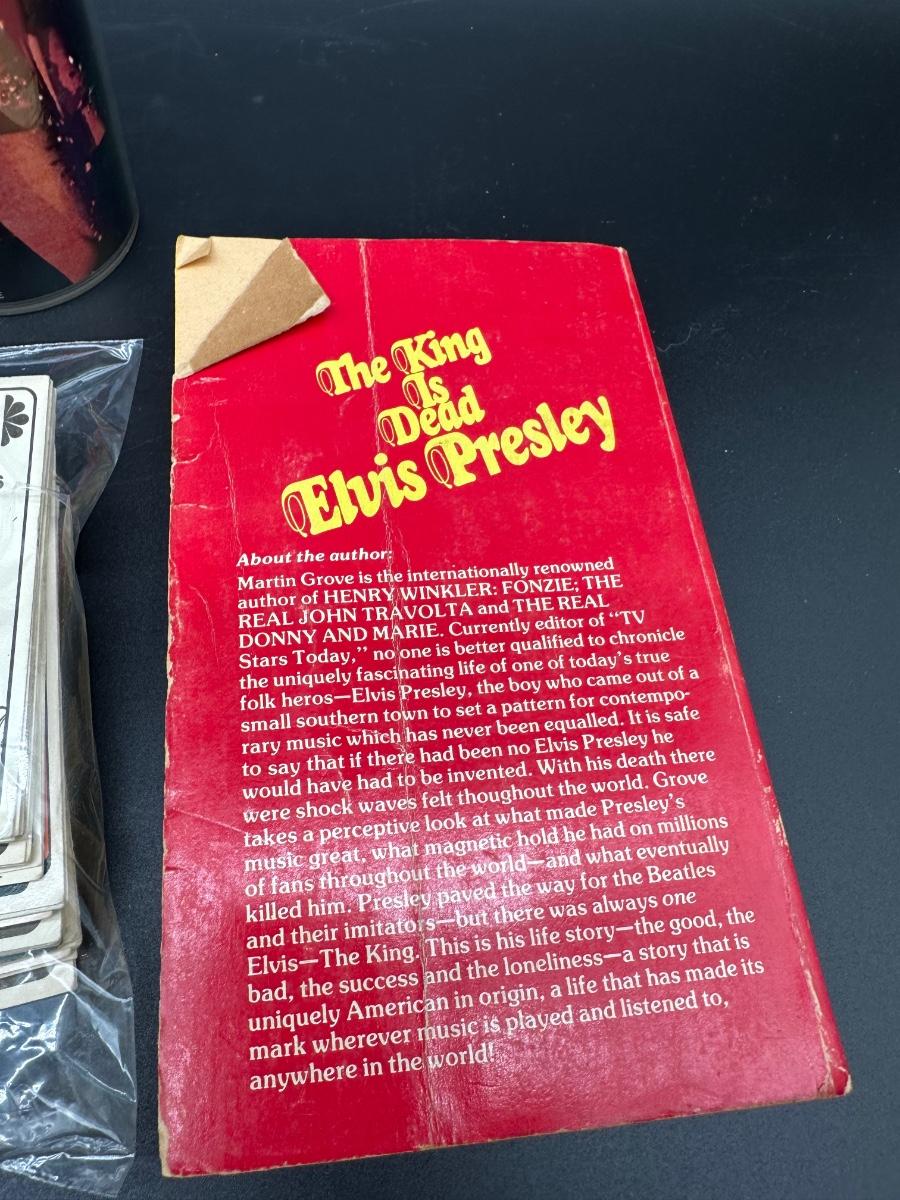 The King
Is
Dead
Elvis Presley
About the author:
Martin Grove is the internationally renowned
author of HENRY WINKLER: FONZIE; THE
REAL JOHN TRAVOLTA and THE REAL
DONNY AND MARIE. Currently editor of “TV
Stars Today,” no one is better qualified to chronicle
the uniquely fascinating life of one of today’s true
folk heros—Elvis Presley, the boy who came out of a
small southern town to set a pattern for contempo-
rary music which has never been equalled. It is safe
to say that if there had been no Elvis Presley he
would have had to be invented. With his death there
were shock waves felt thoughout the world. Grove
takes a perceptive look at what made Presley’s
music great, what magnetic hold he had on millions
of fans throughout the world—and what eventually
killed him. Presley paved the way for the Beatles
and their imitators—but there was always one
Elvis—The King. This is his life story—the good, the
bad, the success and the loneliness—a story that is
uniquely American in origin, a life that has made its
mark wherever music is played and listened to,
anywhere in the world!